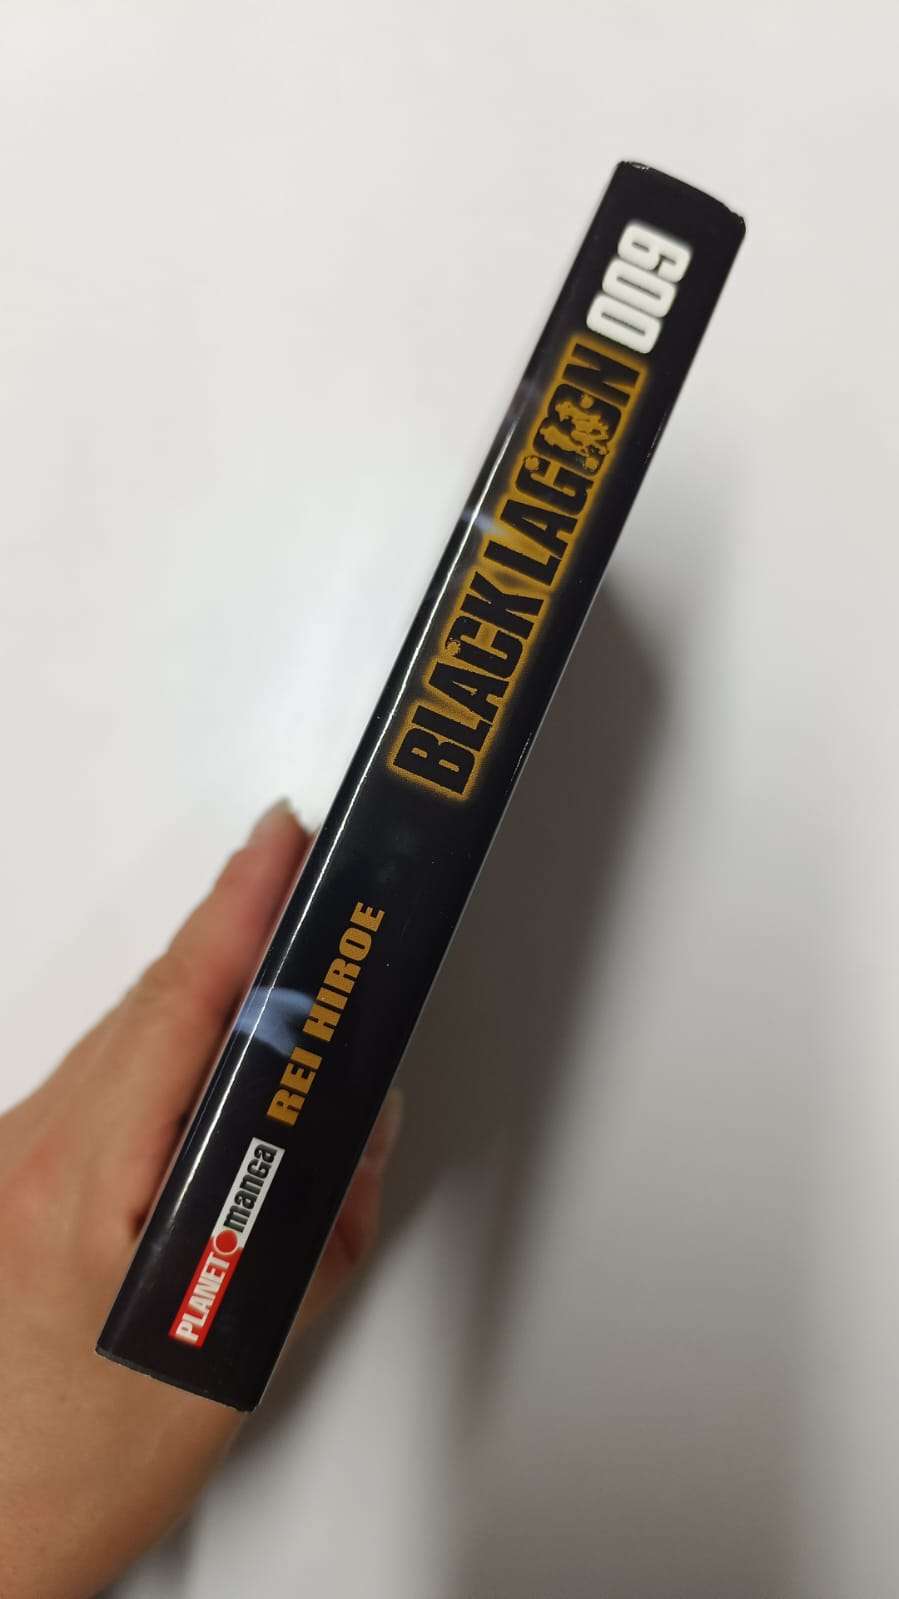 PLANET manga
REI HIROE
BLACK LAGOON
009